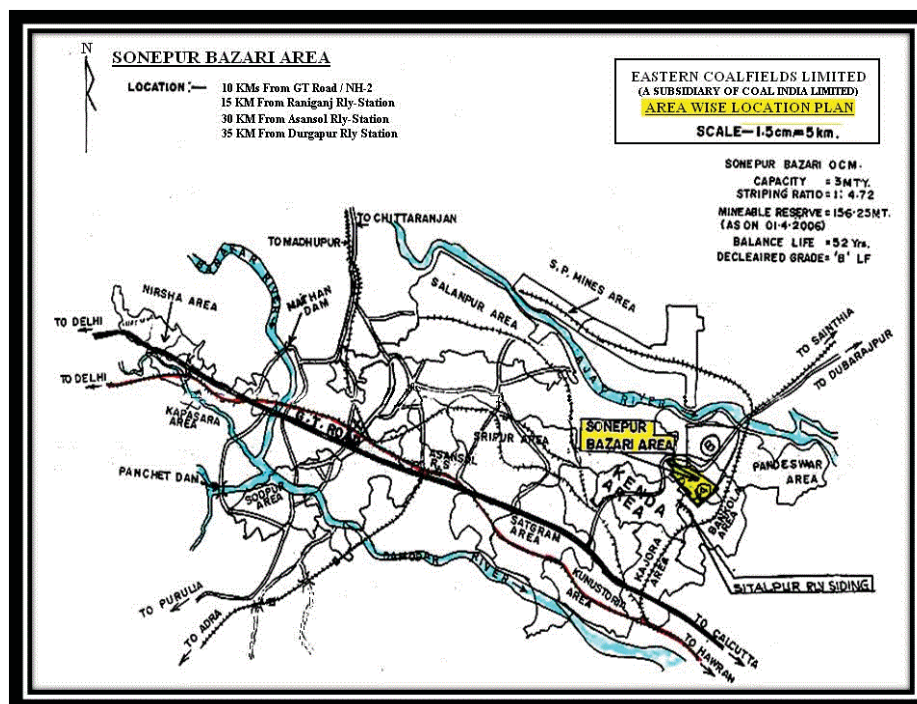 N
SONEPUR BAZARI AREA
LOCATION :—
10 KMs From GT Road / NH-2
15 KM From Raniganj Rly-Station
30 KM From Asansol Rly-Station
35 KM From Durgapur Rly Station
EASTERN COALFIELDS LIMITED
(A SUBSIDIARY OF COAL INDIA LIMITED)
AREA WISE LOCATION PLAN
SCALE—1.5cm=5km.
SONEPUR BAZARI OCM.
CAPACITY = 3MTY.
STRIPING RATIO = 1: 4.72
MINEABLE RESERVE = 156.25MT.
(AS ON 01.4.2006)
BALANCE LIFE = 52 Yrs.
DECLEAIRED GRADE= 'B' LF
TO CHITTARANJAN
TO MADHUPUR
RIVER
MAITHAN
DAM
NIRSHA AREA
TO DELHI
TO DELHI
SALANPUR AREA
S.P. MINES AREA
AJAY RIVER
TO SAINTHIA
TO DUBARAJPUR
KAPASARA
AREA
G.T. ROAD
ASANSOL
R.S
SRIPUR AREA
SONEPUR
BAZARI AREA
B
A
PANDESWAR
AREA
KENDA
AREA
BANKOLA
AREA
PANCHET DAN
SODPUR
AREA
SATGRAM
AREA
KAJORA
AREA
SITALPUR RLY SIDING
DAMODAR RIVER
KUNUSTORIA
AREA
TO PURULIA
TO ADRA
TO CALCUTTA
TO HAWRAH